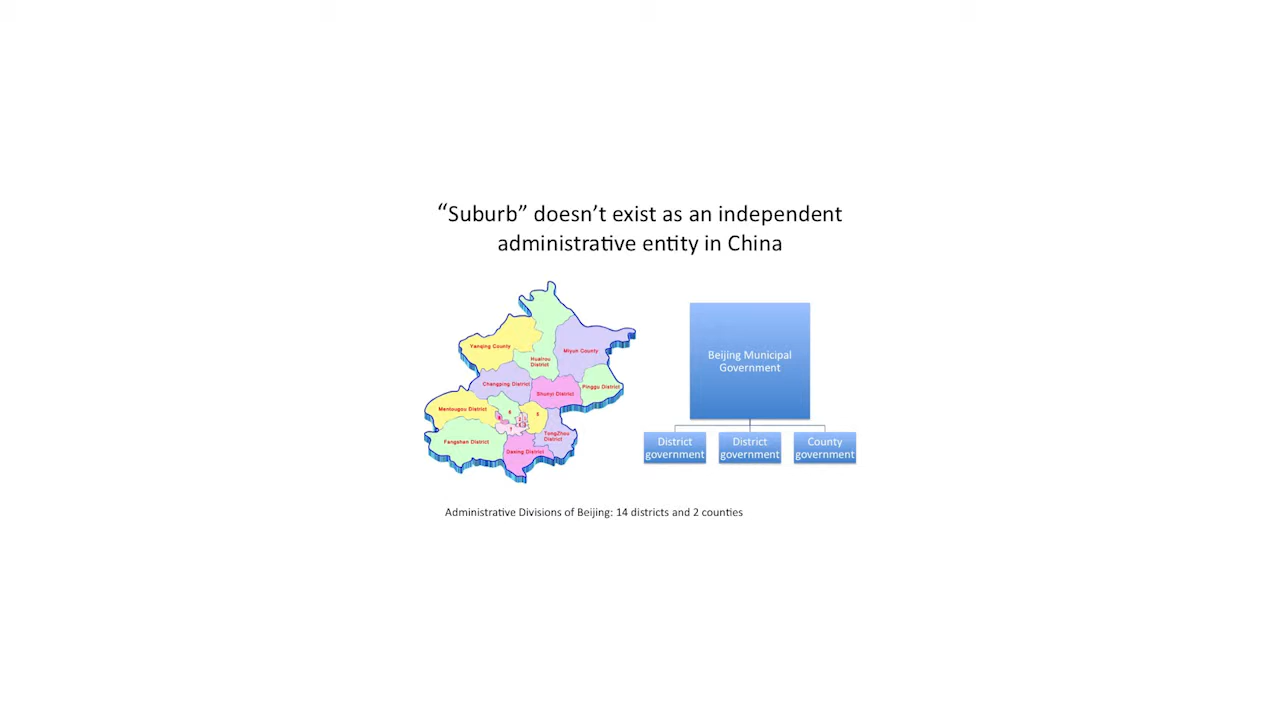 “Suburb” doesn’t exist as an independent
administrative entity in China
Yanqing County
Huairou
District
Miyun County
Changping District
Shunyi District
Pinggu District
Mentougou District
6
5
TongZhou
District
Fangshan District
Daxing District
Beijing Municipal
Government
District
government
District
government
County
government
Administrative Divisions of Beijing: 14 districts and 2 counties